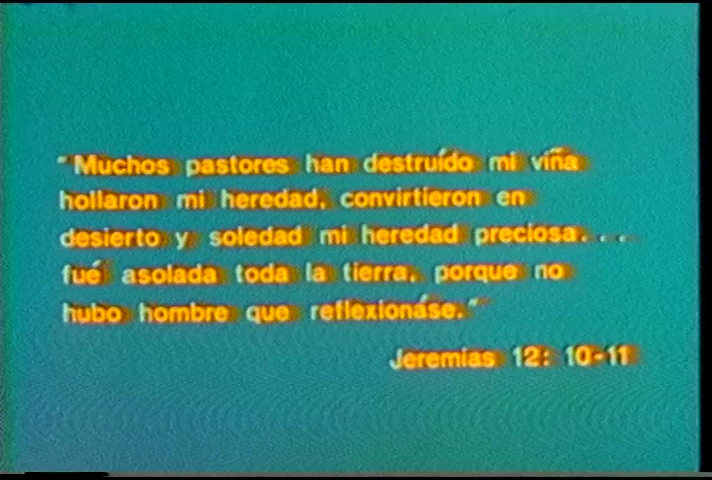 "Muchos pastores han destruído mi viña
hollaron mi heredad, convirtieron en
desierto y soledad mi heredad preciosa...
fué asolada toda la tierra, porque no
hubo hombre que reflexionáse."
Jeremias 12: 10-11